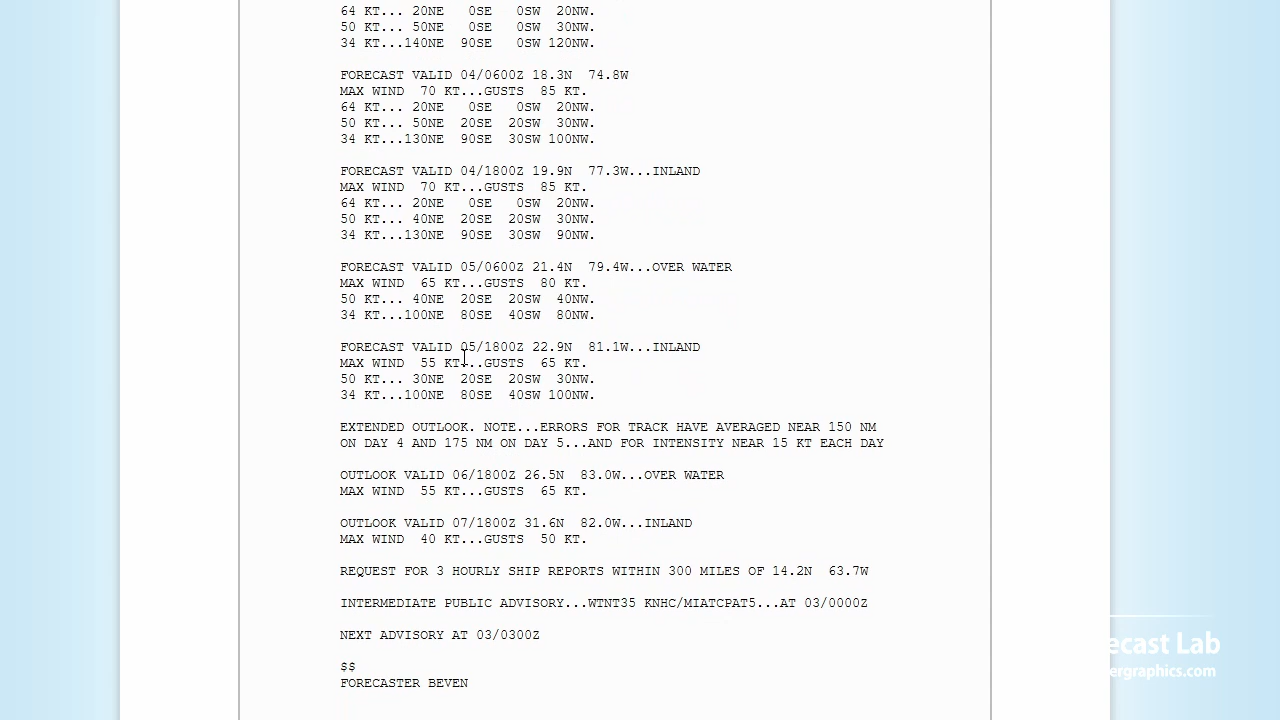 64 KT... 20NE   0SE   0SW  20NW.
50 KT... 50NE   0SE   0SW  30NW.
34 KT...140NE  90SE   0SW 120NW.
FORECAST VALID 04/0600Z 18.3N  74.8W
MAX WIND  70 KT...GUSTS  85 KT.
64 KT... 20NE   0SE   0SW  20NW.
50 KT... 50NE  20SE  20SW  30NW.
34 KT...130NE  90SE  30SW 100NW.
FORECAST VALID 04/1800Z 19.9N  77.3W...INLAND
MAX WIND  70 KT...GUSTS  85 KT.
64 KT... 20NE   0SE   0SW  20NW.
50 KT... 40NE  20SE  20SW  30NW.
34 KT...130NE  90SE  30SW  90NW.
FORECAST VALID 05/0600Z 21.4N  79.4W...OVER WATER
MAX WIND  65 KT...GUSTS  80 KT.
50 KT... 40NE  20SE  20SW  40NW.
34 KT...100NE  80SE  40SW  80NW.
FORECAST VALID 05/1800Z 22.9N  81.1W...INLAND
MAX WIND  55 KT...GUSTS  65 KT.
50 KT... 30NE  20SE  20SW  30NW.
34 KT...100NE  80SE  40SW 100NW.
EXTENDED OUTLOOK. NOTE...ERRORS FOR TRACK HAVE AVERAGED NEAR 150 NM
ON DAY 4 AND 175 NM ON DAY 5...AND FOR INTENSITY NEAR 15 KT EACH DAY
OUTLOOK VALID 06/1800Z 26.5N  83.0W...OVER WATER
MAX WIND  55 KT...GUSTS  65 KT.
OUTLOOK VALID 07/1800Z 31.6N  82.0W...INLAND
MAX WIND  40 KT...GUSTS  50 KT.
REQUEST FOR 3 HOURLY SHIP REPORTS WITHIN 300 MILES OF 14.2N  63.7W
INTERMEDIATE PUBLIC ADVISORY...WTNT35 KNHC/MIATCPAT5...AT 03/0000Z
NEXT ADVISORY AT 03/0300Z
$$
FORECASTER BEVEN
ecast Lab
ergraphics.com